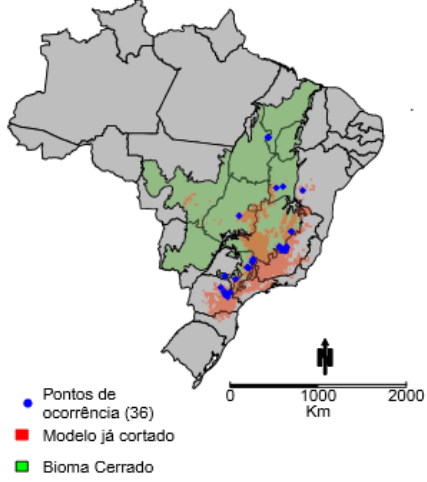 N
0 1000 2000
Km
Pontos de
ocorrência (36)
Modelo já cortado
Bioma Cerrado